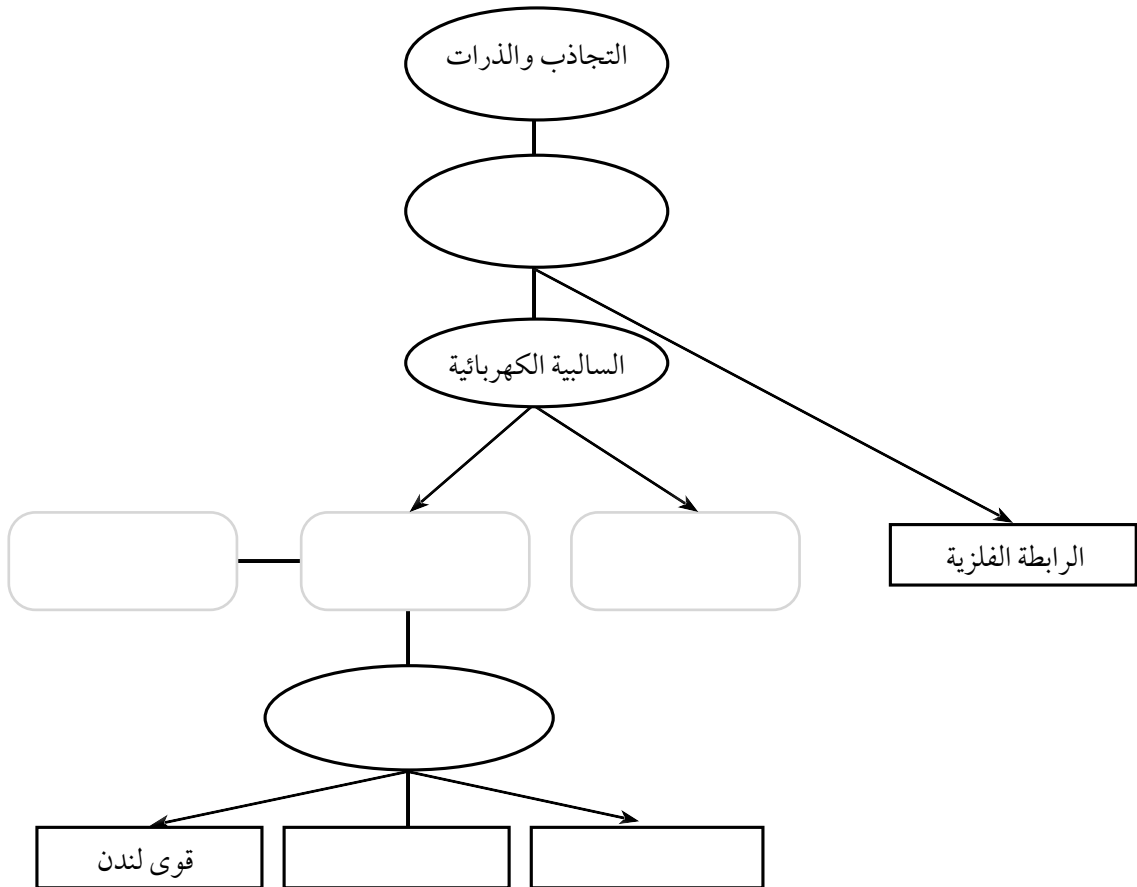 التجاذب والذرات
السالبية الكهربائية
الرابطة الفلزية
قوى لندن